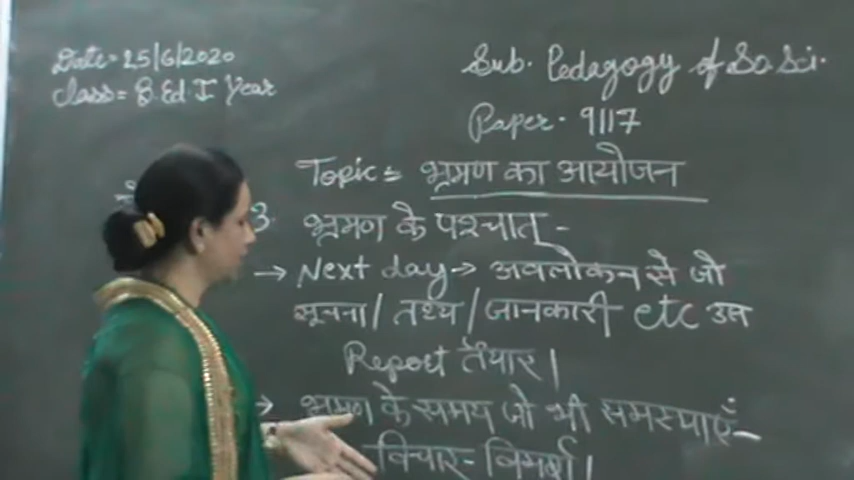 Date = 25/6/2020
Class = B.Ed. I Year
Sub. Pedagogy of So.Sci.
Paper. 9117
Topic = भ्रमण का आयोजन
3. भ्रमण के पश्चात् -
→ Next day → अवलोकन से जो
सूचना / तथ्य / जानकारी etc उस
Report तैयार।
→ भ्रमण के समय जो भी समस्याएँ -
विचार - विमर्श।